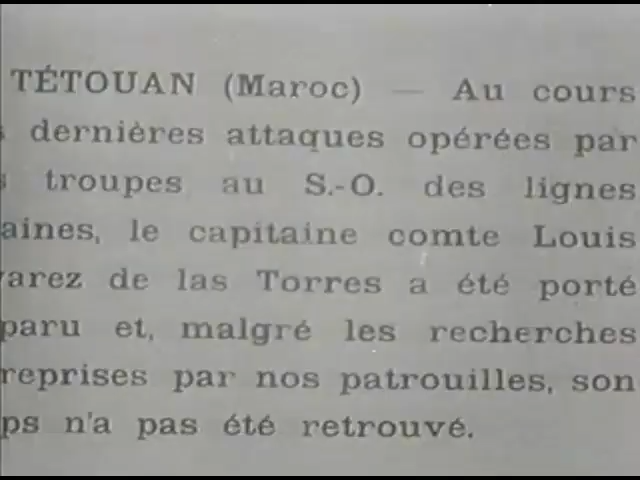 TÉTOUAN (Maroc) — Au cours
s dernières attaques opérées par
s troupes au S.-O. des lignes
aines, le capitaine comte Louis
varez de las Torres a été porté
paru et, malgré les recherches
reprises par nos patrouilles, son
ps n'a pas été retrouvé.